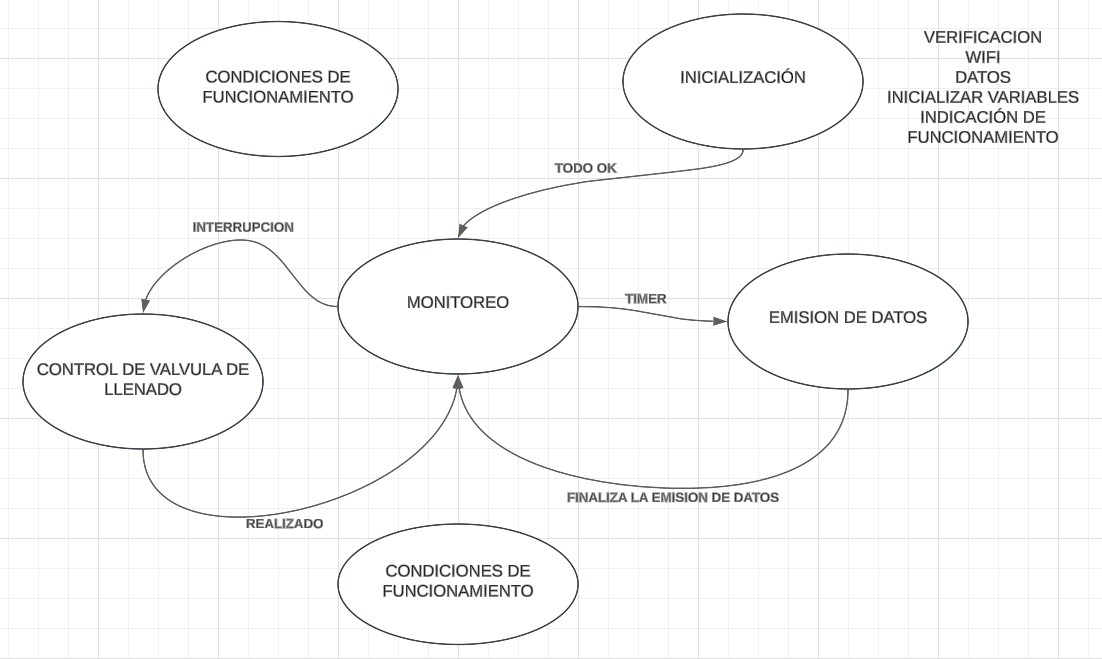 CONDICIONES DE
FUNCIONAMIENTO
INICIALIZACIÓN
VERIFICACION
WIFI
DATOS
INICIALIZAR VARIABLES
INDICACIÓN DE
FUNCIONAMIENTO
TODO OK
INTERRUPCION
MONITOREO
TIMER
EMISION DE DATOS
CONTROL DE VALVULA DE
LLENADO
FINALIZA LA EMISION DE DATOS
REALIZADO
CONDICIONES DE
FUNCIONAMIENTO